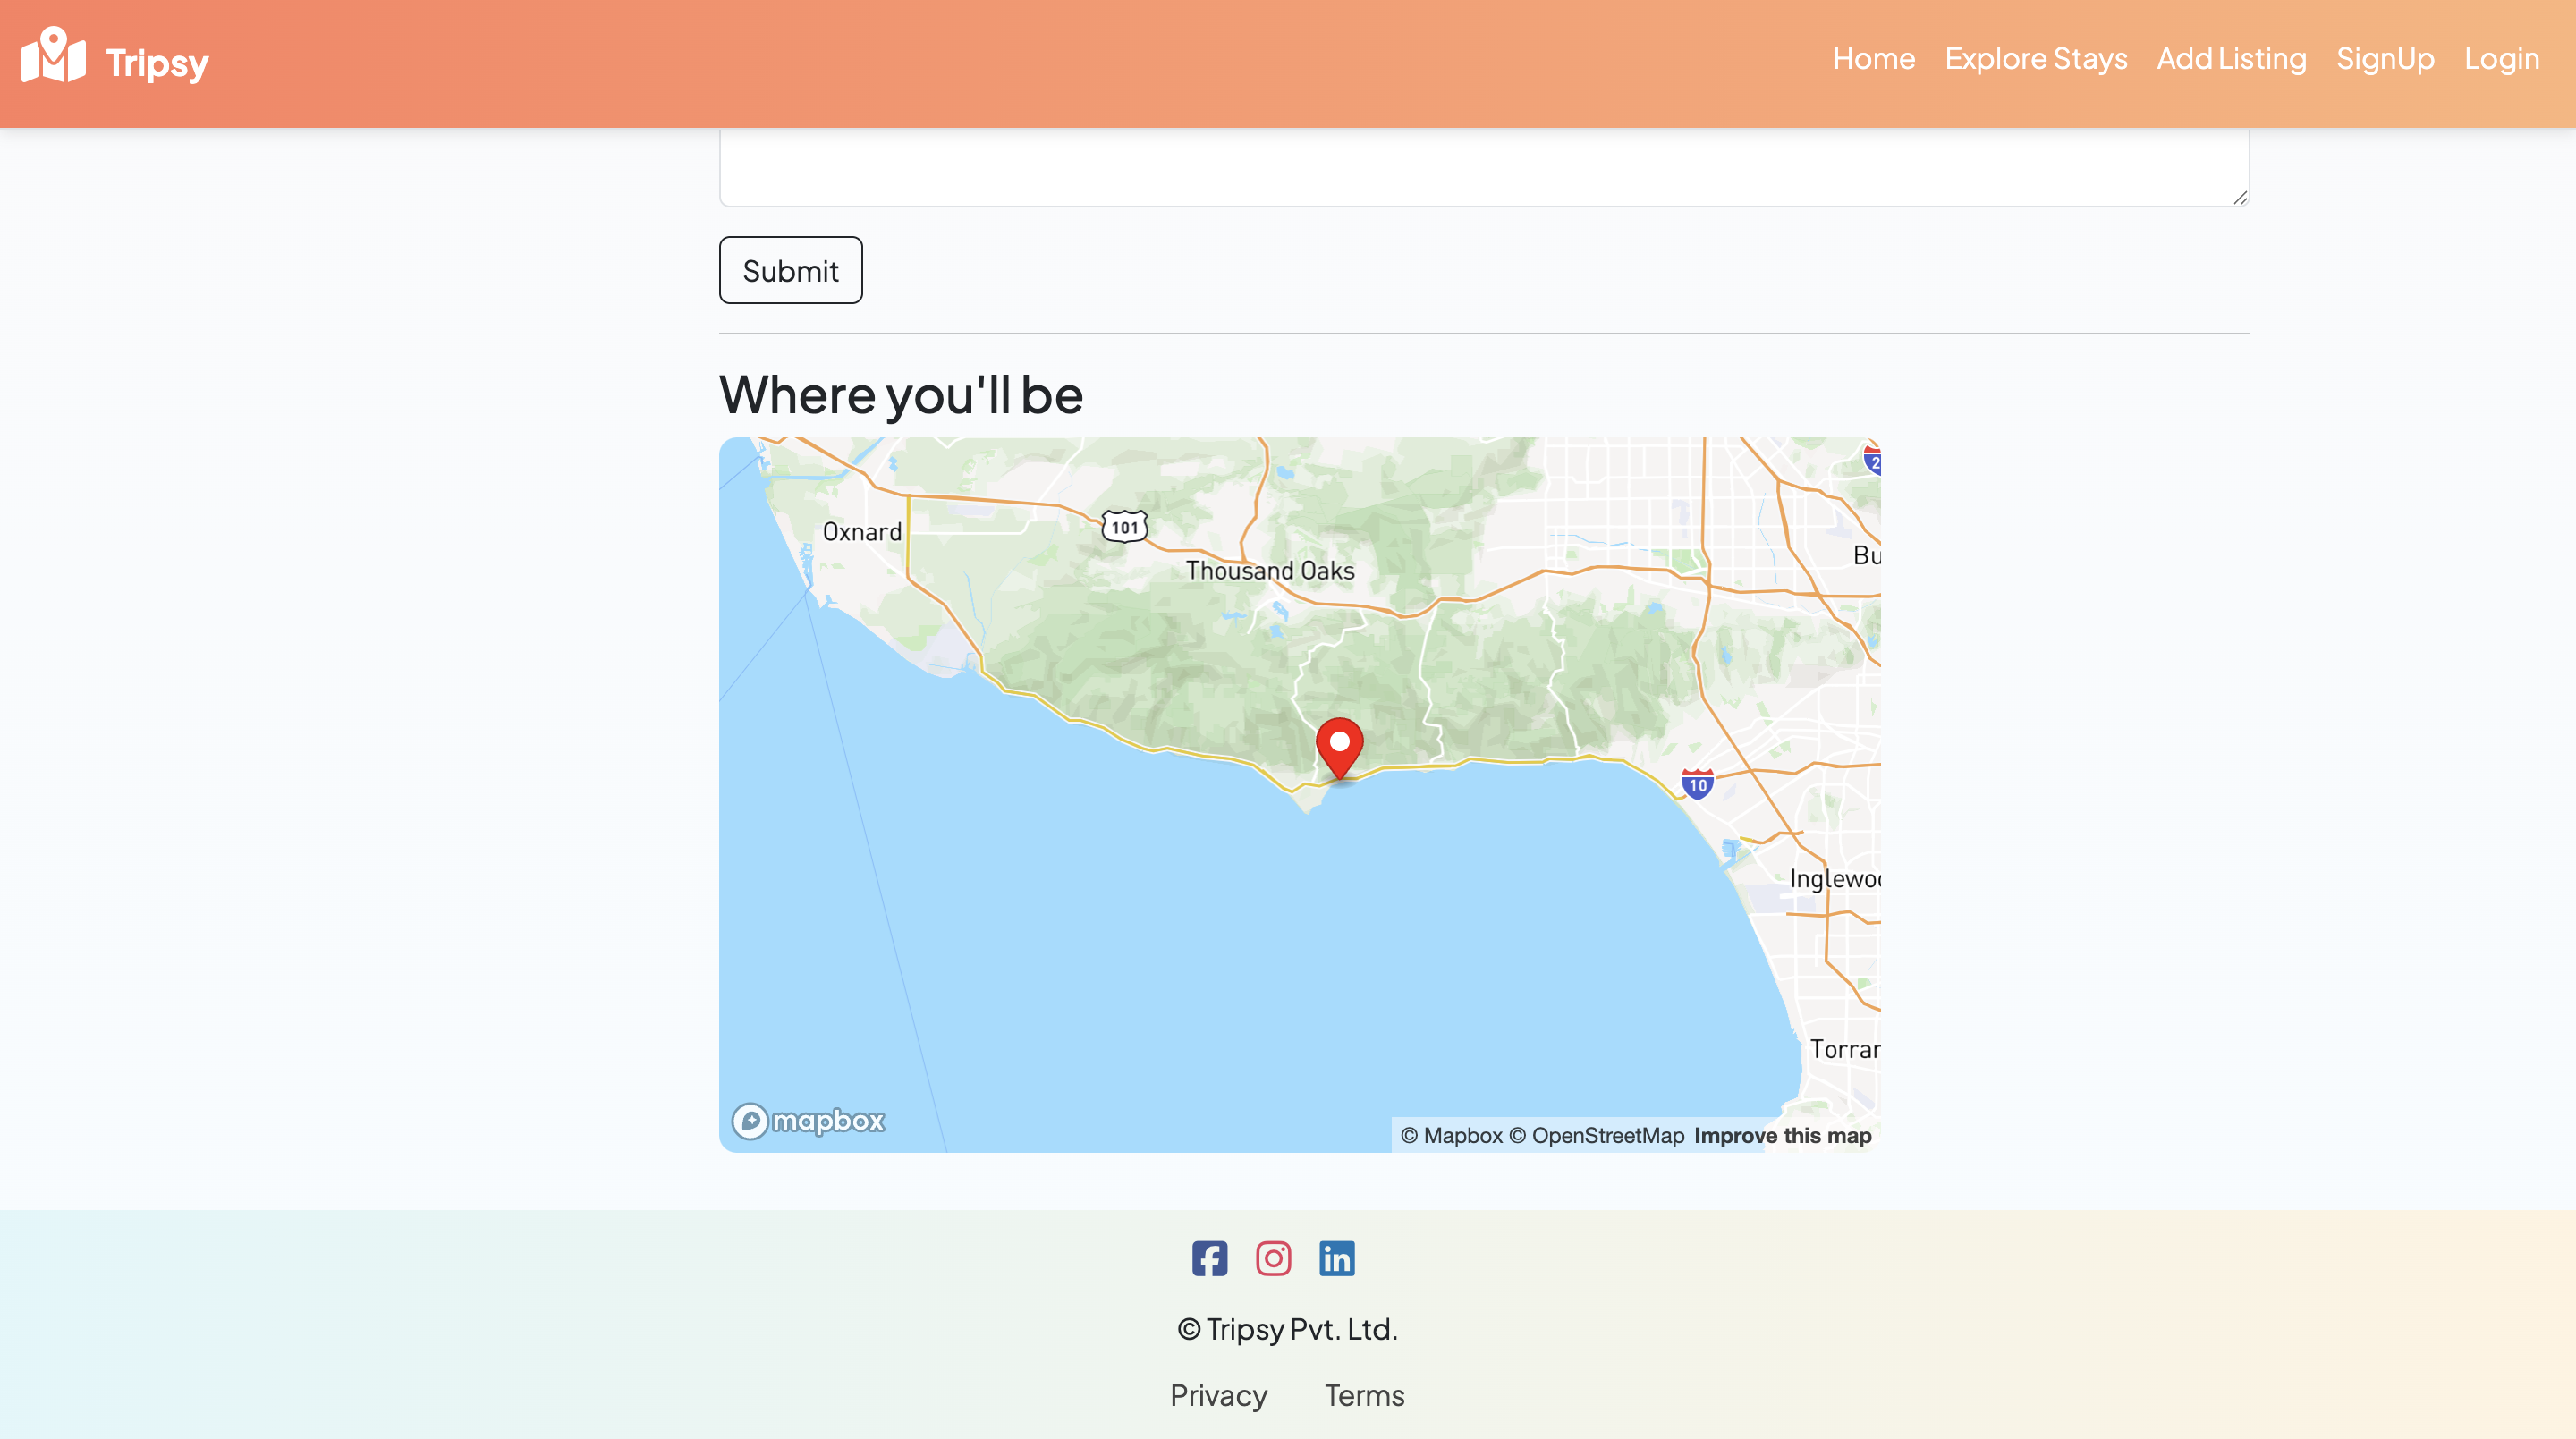 Tripsy
Home Explore Stays Add Listing SignUp Login
Submit
Where you'll be
Oxnard
101
Thousand Oaks
2
Bu
10
Inglewo
Torrar
mapbox
© Mapbox © OpenStreetMap Improve this map
© Tripsy Pvt. Ltd.
Privacy Terms